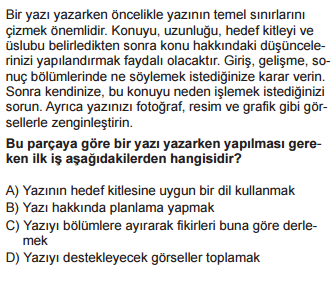 Bir yazı yazarken öncelikle yazının temel sınırlarını
çizmek önemlidir. Konuyu, uzunluğu, hedef kitleyi ve
üslubu belirledikten sonra konu hakkındaki düşüncele-
rinizi yapılandırmak faydalı olacaktır. Giriş, gelişme, so-
nuç bölümlerinde ne söylemek istediğinize karar verin.
Sonra kendinize, bu konuyu neden işlemek istediğinizi
sorun. Ayrıca yazınızı fotoğraf, resim ve grafik gibi gör-
sellerle zenginleştirin.
Bu parçaya göre bir yazı yazarken yapılması gere-
ken ilk iş aşağıdakilerden hangisidir?
A) Yazının hedef kitlesine uygun bir dil kullanmak
B) Yazı hakkında planlama yapmak
C) Yazıyı bölümlere ayırarak fikirleri buna göre derle-
mek
D) Yazıyı destekleyecek görseller toplamak